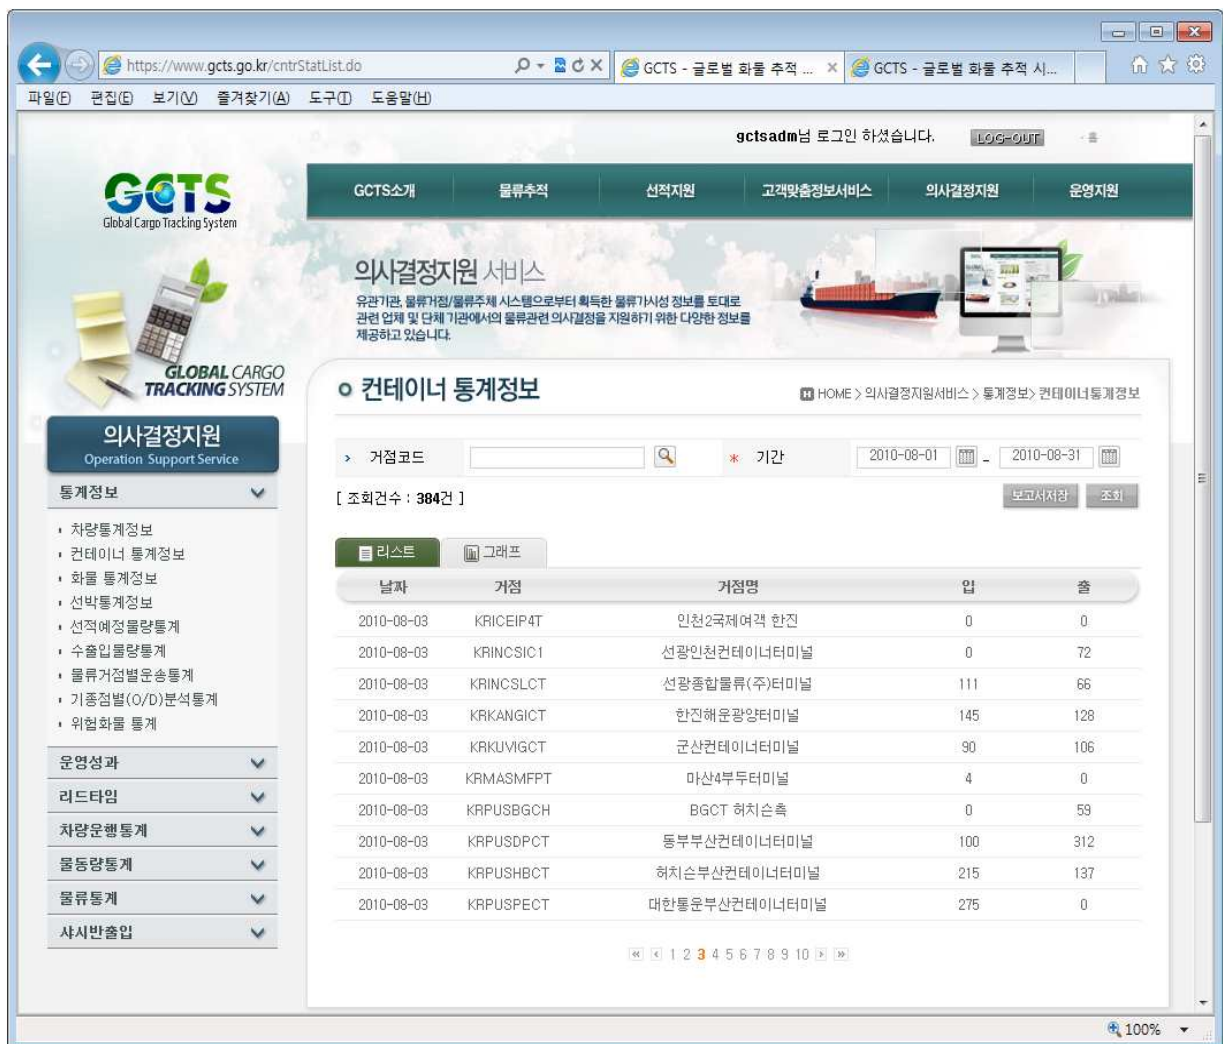 https://www.gcts.go.kr/cntrStatList.do
GCTS - 글로벌 화물 추적 ...
GCTS - 글로벌 화물 추적 시...
파일(F) 편집(E) 보기(V) 즐겨찾기(A) 도구(T) 도움말(H)
gctsadm님 로그인 하셨습니다. LOG-OUT 홈
GCTS
Global Cargo Tracking System
GCTS소개 물류추적 선적지원 고객맞춤정보서비스 의사결정지원 운영지원
의사결정지원 서비스
유관기관, 물류거점/물류주체 시스템으로부터 획득한 물류가시성 정보를 토대로
관련 업체 및 단체 기관에서의 물류관련 의사결정을 지원하기 위한 다양한 정보를
제공하고 있습니다.
GLOBAL CARGO
TRACKING SYSTEM
의사결정지원
Operation Support Service
통계정보
차량통계정보
컨테이너 통계정보
화물 통계정보
선박통계정보
선적예정물량통계
수출입물량통계
물류거점별운송통계
기종점별(O/D)분석통계
위험화물 통계
운영성과
리드타임
차량운행통계
물동량통계
물류통계
샤시반출입
컨테이너 통계정보
HOME > 의사결정지원서비스 > 통계정보> 컨테이너통계정보
거점코드 * 기간 2010-08-01 - 2010-08-31
[ 조회건수 : 384건 ] 보고서저장 조회
리스트 그래프
날짜 거점 거점명 입 출
2010-08-03 KRICEIP4T 인천2국제여객 한진 0 0
2010-08-03 KRINCSIC1 선광인천컨테이너터미널 0 72
2010-08-03 KRINCSLCT 선광종합물류(주)터미널 111 66
2010-08-03 KRKANGICT 한진해운광양터미널 145 128
2010-08-03 KRKUVIGCT 군산컨테이너터미널 90 106
2010-08-03 KRMASMFPT 마산4부두터미널 4 0
2010-08-03 KRPUSBGCH BGCT 허치슨측 0 59
2010-08-03 KRPUSDPCT 동부부산컨테이너터미널 100 312
2010-08-03 KRPUSHBCT 허치슨부산컨테이너터미널 215 137
2010-08-03 KRPUSPECT 대한통운부산컨테이너터미널 275 0
1 2 3 4 5 6 7 8 9 10
100%